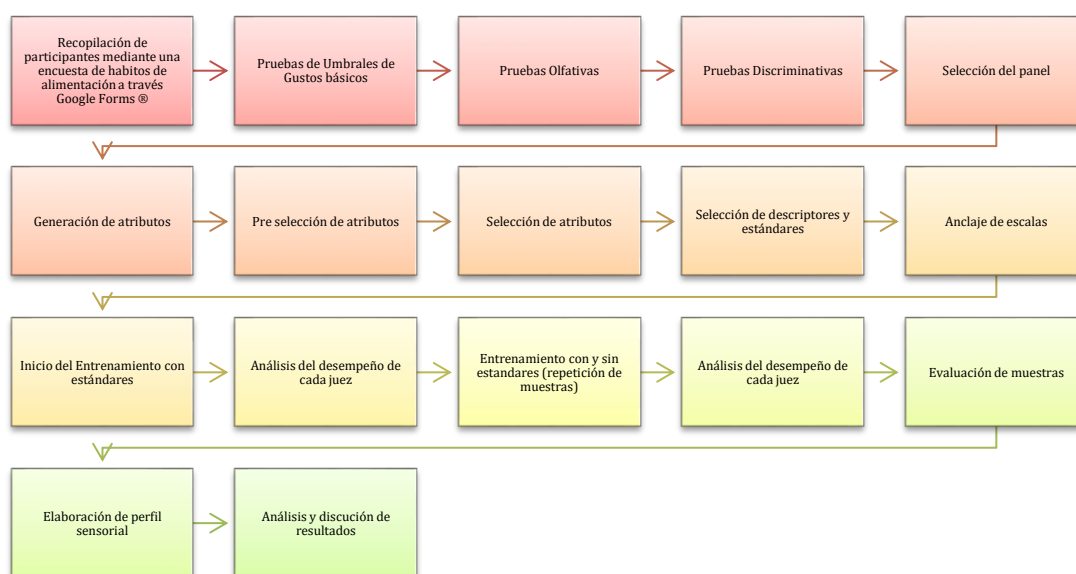 Recopilación de
participantes mediante una
encuesta de habitos de
alimentación a través
Google Forms ®
Pruebas de Umbrales de
Gustos básicos
Pruebas Olfativas
Pruebas Discriminativas
Selección del panel
Generación de atributos
Pre selección de atributos
Selección de atributos
Selección de descriptores y
estándares
Anclaje de escalas
Inicio del Entrenamiento con
estándares
Análisis del desempeño de
cada juez
Entrenamiento con y sin
estandares (repetición de
muestras)
Análisis del desempeño de
cada juez
Evaluación de muestras
Elaboración de perfil
sensorial
Análisis y discución de
resultados